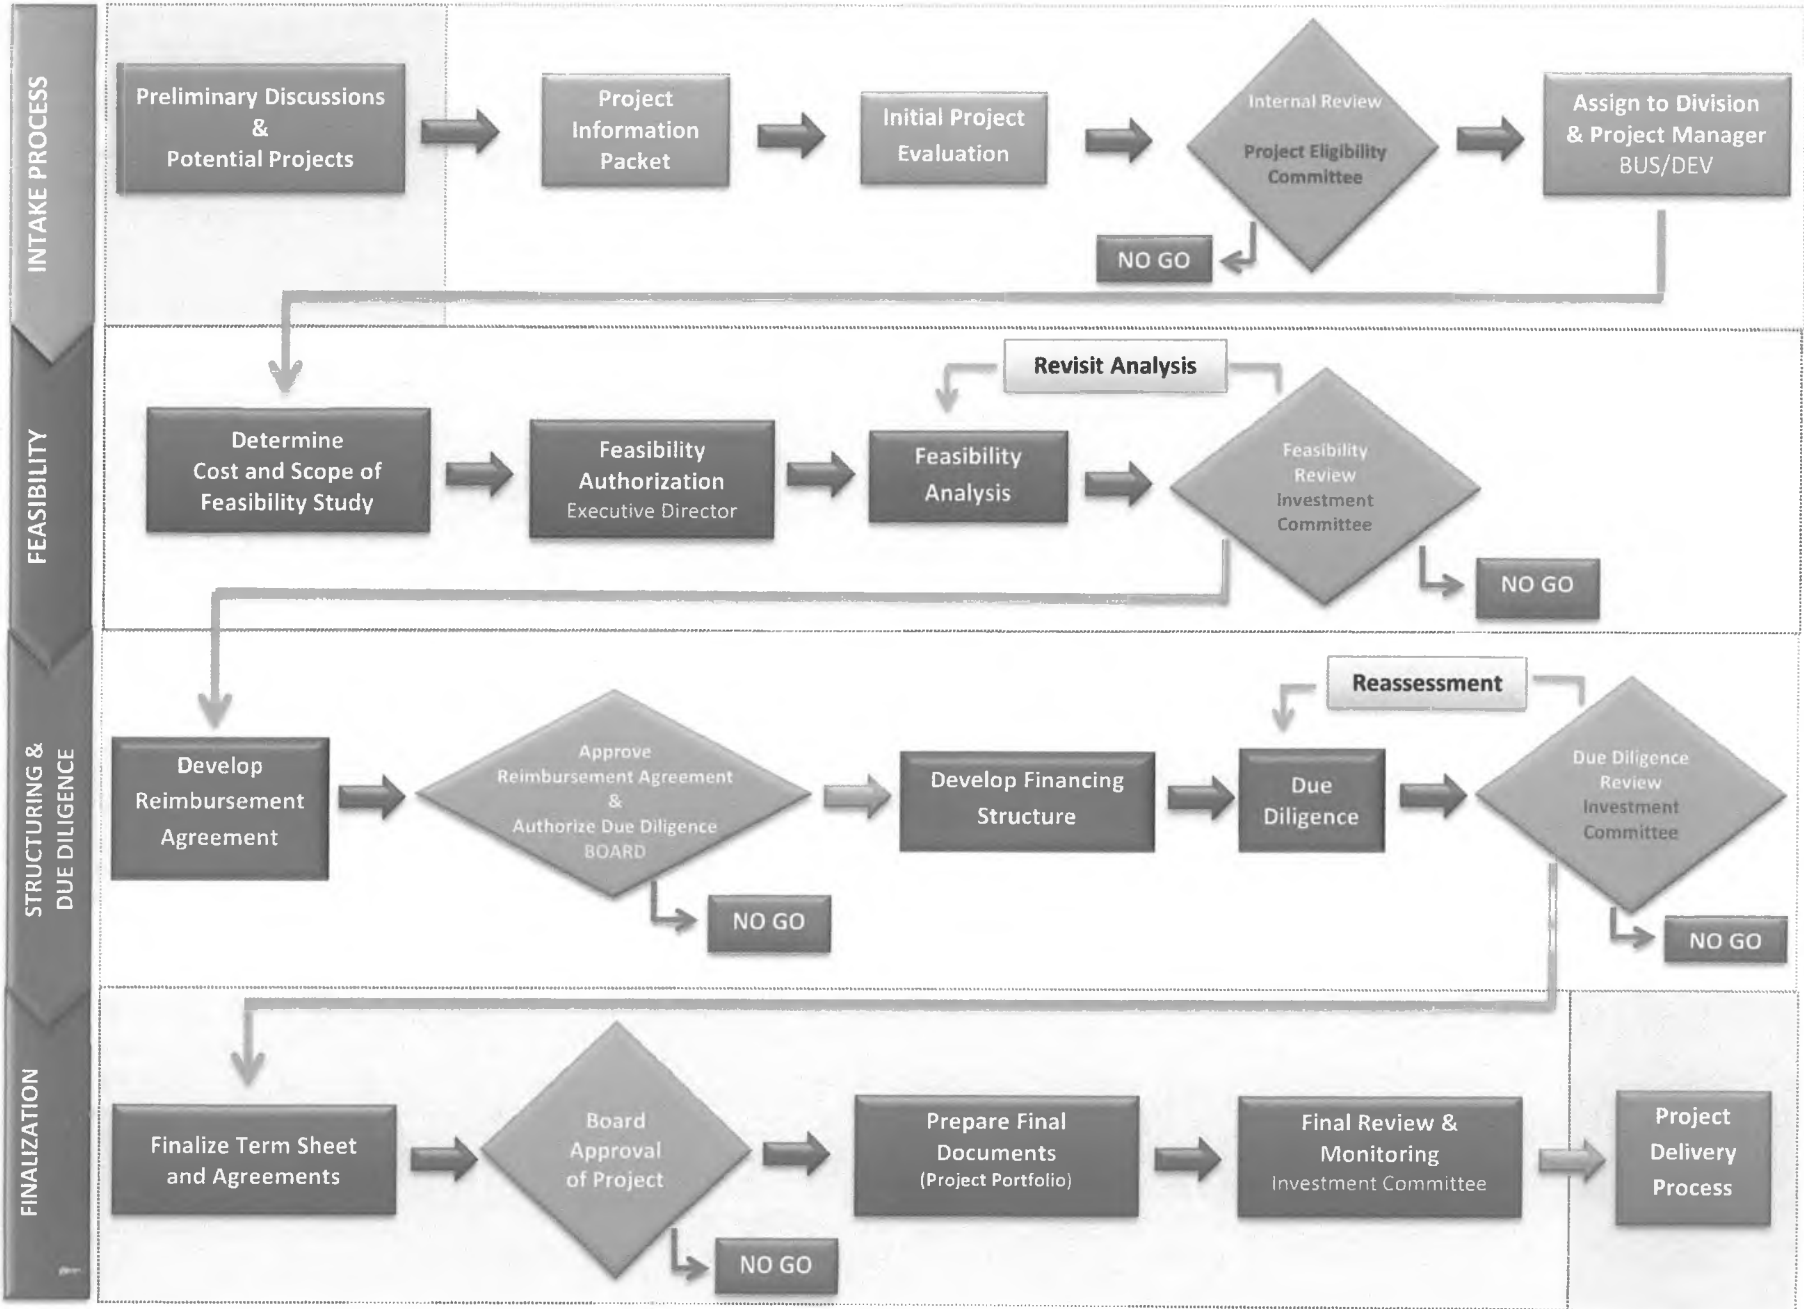 INTAKE PROCESS
Preliminary Discussions
&
Potential Projects
Project
Information
Packet
Initial Project
Evaluation
Internal Review
Project Eligibility
Committee
Assign to Division
& Project Manager
BUS/DEV
NO GO
FEASIBILITY
Revisit Analysis
Determine
Cost and Scope of
Feasibility Study
Feasibility
Authorization
Executive Director
Feasibility
Analysis
Feasibility
Review
Investment
Committee
NO GO
STRUCTURING &
DUE DILIGENCE
Reassessment
Develop
Reimbursement
Agreement
Approve
Reimbursement Agreement
&
Authorize Due Diligence
BOARD
Develop Financing
Structure
Due
Diligence
Due Diligence
Review
Investment
Committee
NO GO
NO GO
FINALIZATION
Finalize Term Sheet
and Agreements
Board
Approval
of Project
Prepare Final
Documents
(Project Portfolio)
Final Review &
Monitoring
Investment Committee
Project
Delivery
Process
NO GO